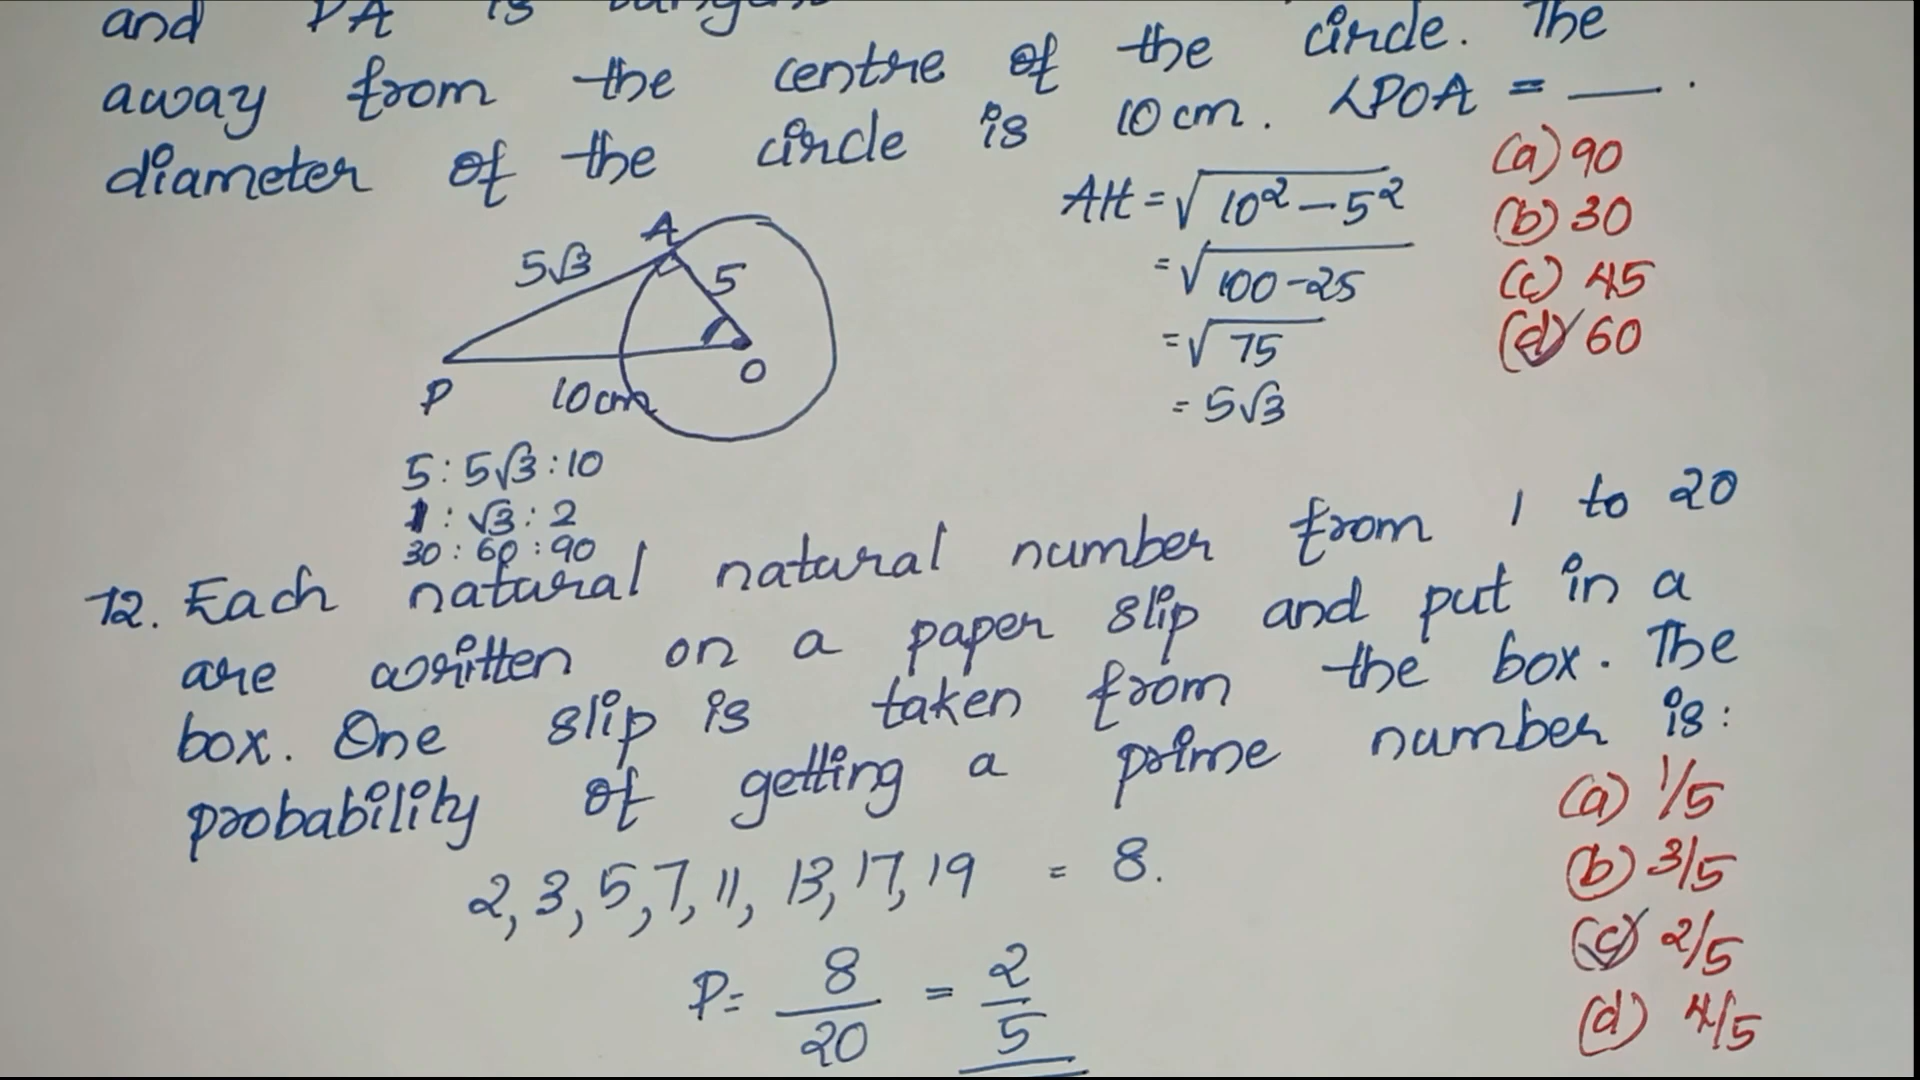 and PA is
away from the centre of the circle. The
diameter of the circle is 10 cm. ∠POA = ___ .
(a) 90
(b) 30
(c) 45
(d) 60
A
5√3
5
P
10cm
O
AH = √10² – 5²
= √100 - 25
= √75
= 5√3
5 : 5√3 : 10
1 : √3 : 2
30 : 60 : 90
12. Each natural natural number from 1 to 20
are written on a paper slip and put in a
box. One slip is taken from the box. The
probability of getting a prime number is:
(a) 1/5
(b) 3/5
(c) 2/5
(d) 4/5
2, 3, 5, 7, 11, 13, 17, 19 = 8.
P = 8/20 = 2/5